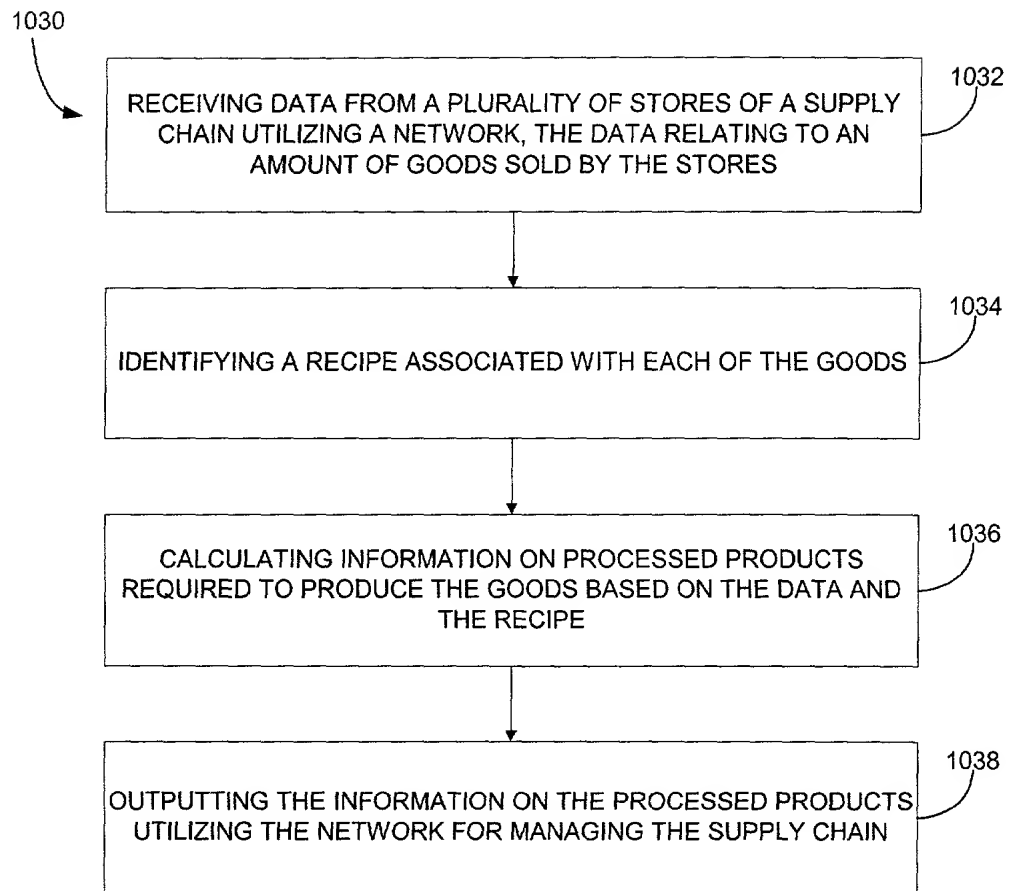 1030
1032
RECEIVING DATA FROM A PLURALITY OF STORES OF A SUPPLY
CHAIN UTILIZING A NETWORK, THE DATA RELATING TO AN
AMOUNT OF GOODS SOLD BY THE STORES
1034
IDENTIFYING A RECIPE ASSOCIATED WITH EACH OF THE GOODS
1036
CALCULATING INFORMATION ON PROCESSED PRODUCTS
REQUIRED TO PRODUCE THE GOODS BASED ON THE DATA AND
THE RECIPE
1038
OUTPUTTING THE INFORMATION ON THE PROCESSED PRODUCTS
UTILIZING THE NETWORK FOR MANAGING THE SUPPLY CHAIN